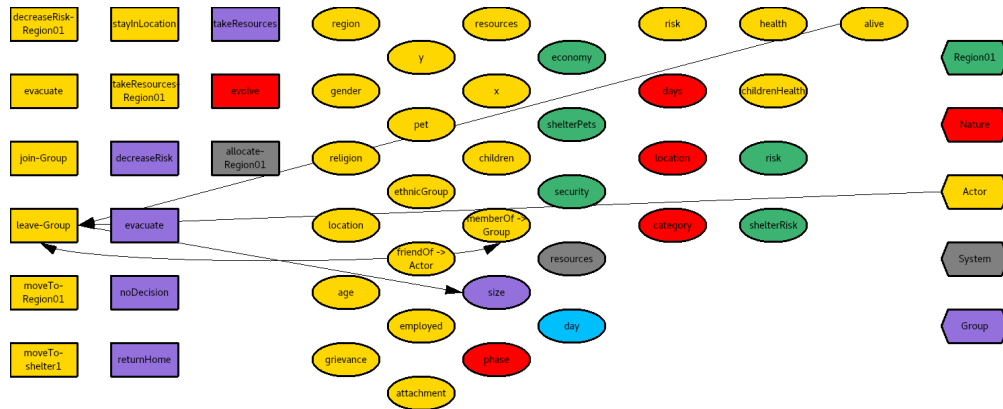 decreaseRisk-
Region01
stayInLocation
takeResources
region
resources
risk
health
alive
y
economy
Region01
evacuate
takeResources-
Region01
evolve
gender
x
days
childrenHealth
pet
shelterPets
Nature
join-Group
decreaseRisk
allocate-
Region01
religion
children
location
risk
ethnicGroup
security
Actor
leave-Group
evacuate
location
memberOf ->
Group
category
shelterRisk
friendOf ->
Actor
resources
System
moveTo-
Region01
noDecision
age
size
employed
day
Group
moveTo-
shelter1
returnHome
grievance
phase
attachment